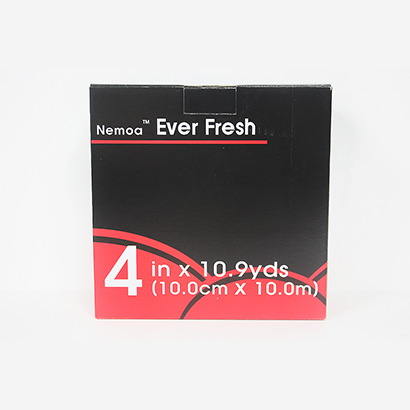 Nemoa™ Ever Fresh
4 in x 10.9yds
(10.0cm X 10.0m)